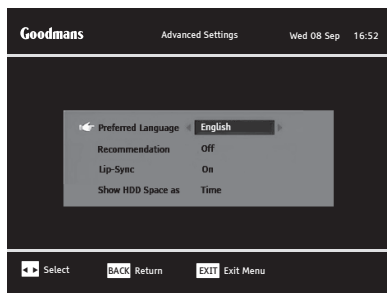 Goodmans Advanced Settings Wed 08 Sep 16:52
Preferred Language English
Recommendation Off
Lip-Sync On
Show HDD Space as Time
Select BACK Return EXIT Exit Menu